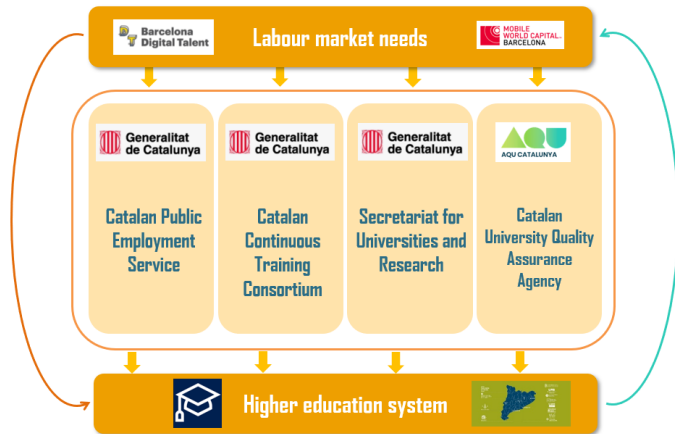 Barcelona
Digital Talent
Labour market needs
MOBILE
WORLD CAPITAL.
BARCELONA
Generalitat
de Catalunya
Catalan Public
Employment
Service
Generalitat
de Catalunya
Catalan
Continuous
Training
Consortium
Generalitat
de Catalunya
Secretariat for
Universities and
Research
AQU
AQU CATALUNYA
Catalan
University Quality
Assurance
Agency
Higher education system